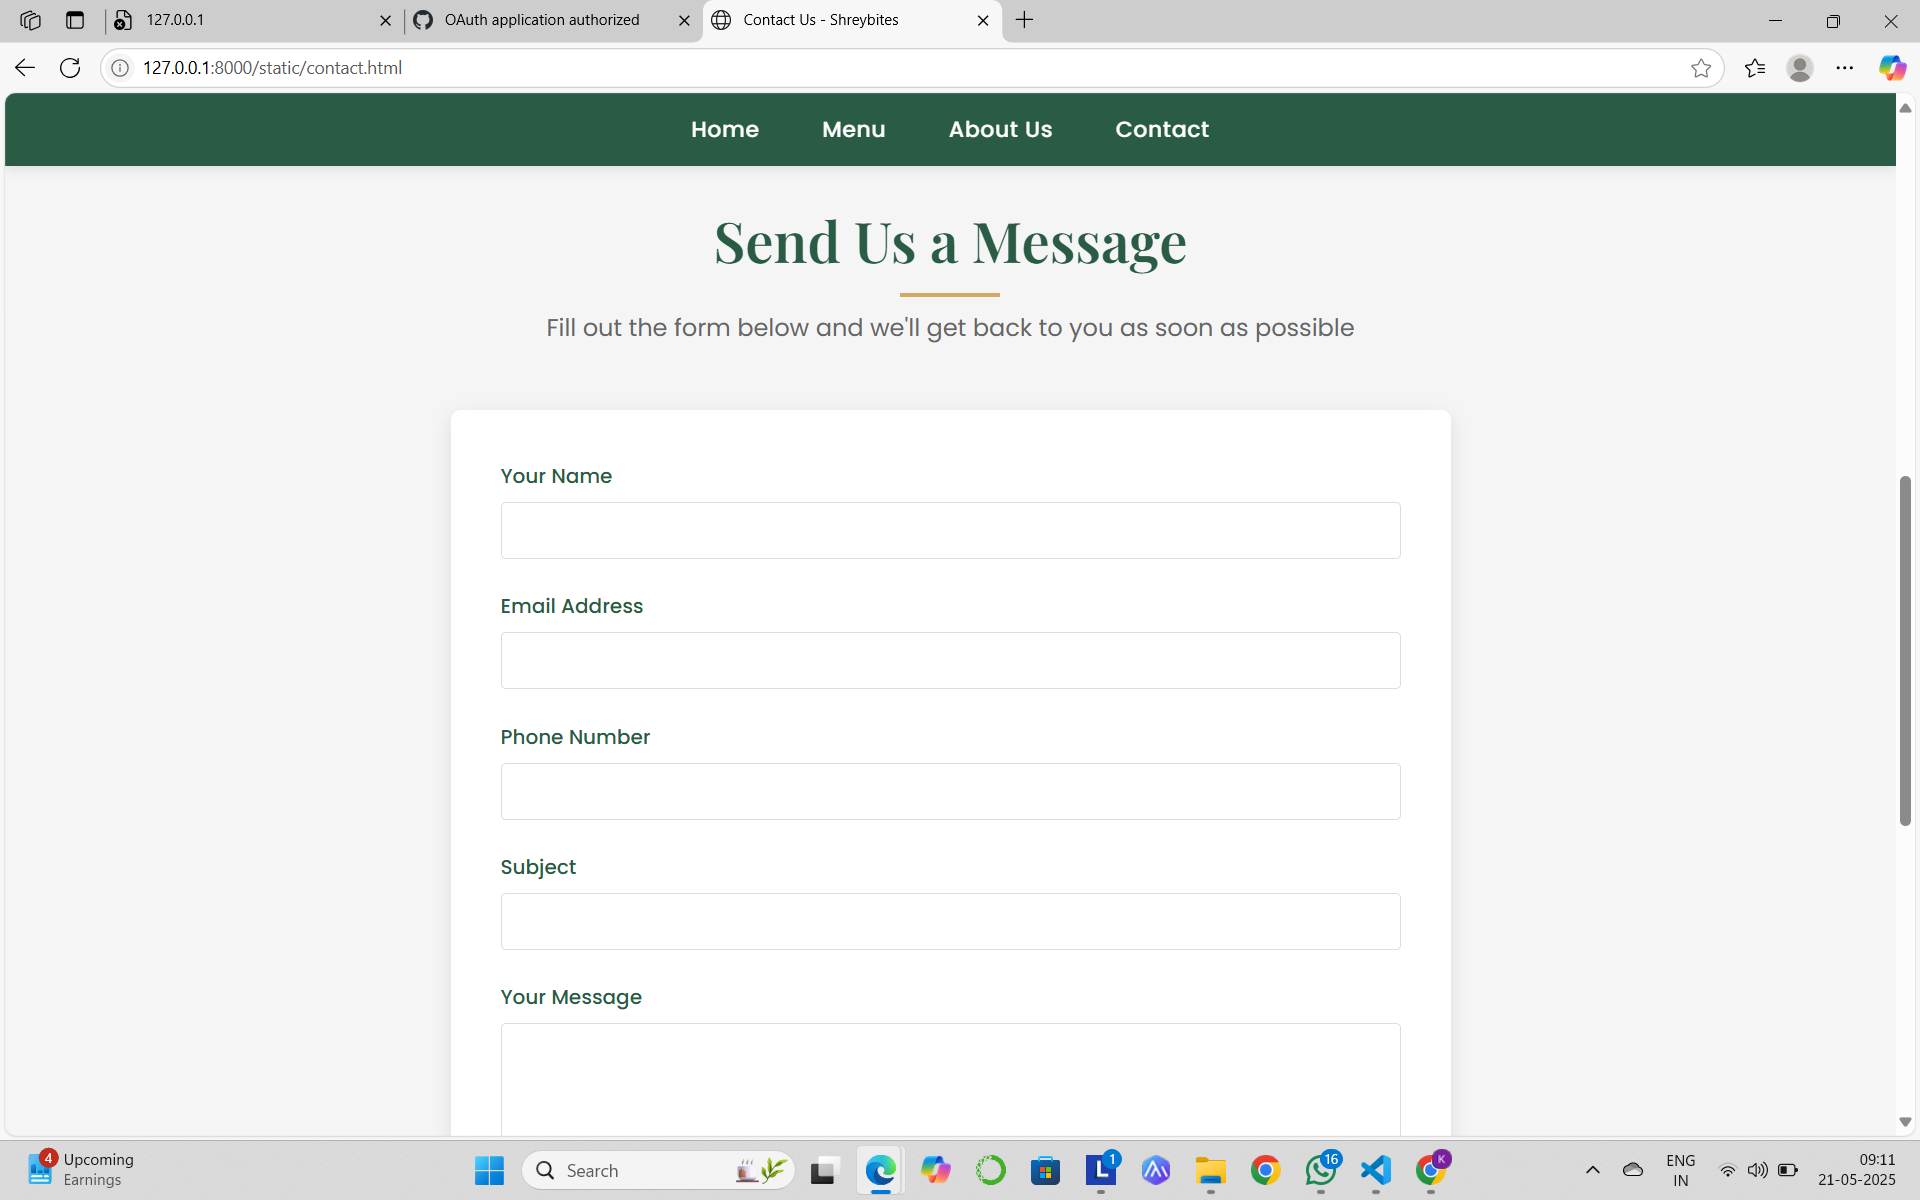 127.0.0.1
OAuth application authorized
Contact Us - Shreybites
127.0.0.1:8000/static/contact.html
Home Menu About Us Contact
Send Us a Message
Fill out the form below and we'll get back to you as soon as possible
Your Name
Email Address
Phone Number
Subject
Your Message
4
Upcoming
Earnings
Search
L
1
16
K
ENG
IN
09:11
21-05-2025